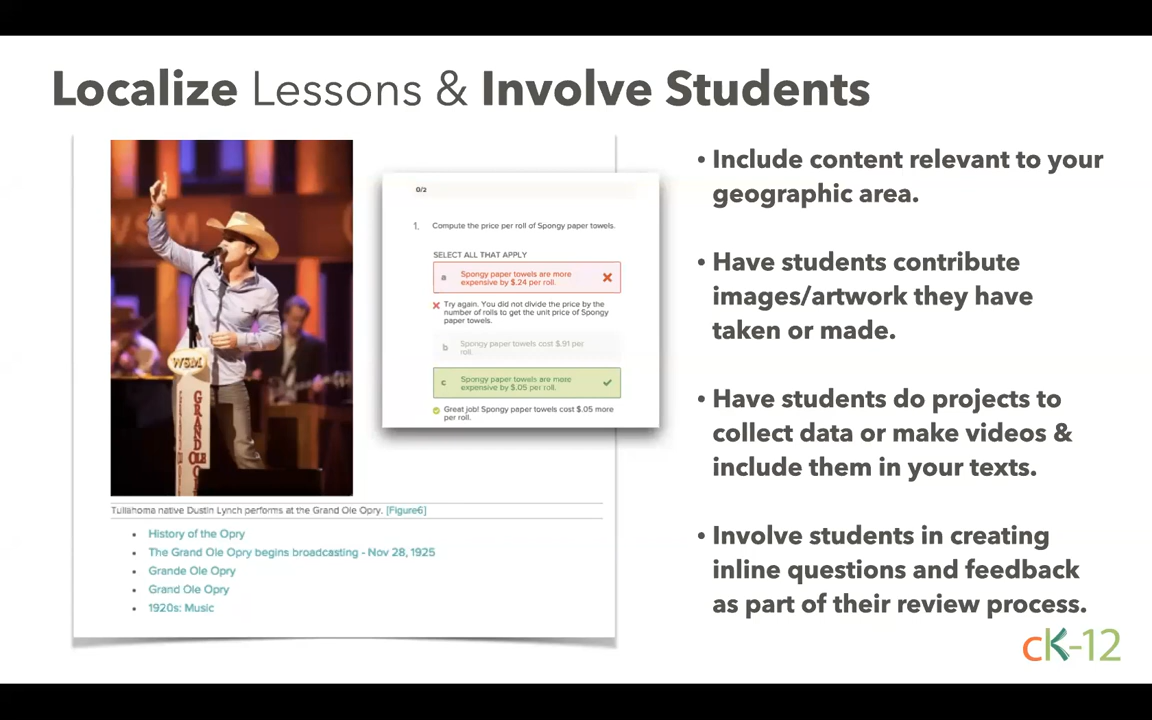 Localize Lessons & Involve Students
WSM
WSM
GRAND
OLE
O
Tullahoma native Dustin Lynch performs at the Grand Ole Opry. [Figure6]
• History of the Opry
• The Grand Ole Opry begins broadcasting - Nov 28, 1925
• Grande Ole Opry
• Grand Ole Opry
• 1920s: Music
0/2
1. Compute the price per roll of Spongy paper towels.
SELECT ALL THAT APPLY
a Spongy paper towels are more
expensive by $.24 per roll.
Try again. You did not divide the price by the
number of rolls to get the unit price of Spongy
paper towels.
b Spongy paper towels cost $.91 per
roll.
c Spongy paper towels are more
expensive by $.05 per roll.
Great job! Spongy paper towels cost $.05 more
per roll.
• Include content relevant to your
geographic area.
• Have students contribute
images/artwork they have
taken or made.
• Have students do projects to
collect data or make videos &
include them in your texts.
• Involve students in creating
inline questions and feedback
as part of their review process.
cK-12